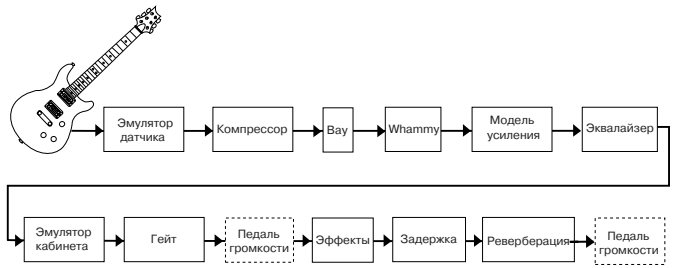 Эмулятор
датчика
Компрессор
Вау
Whammy
Модель
усиления
Эквалайзер
Эмулятор
кабинета
Гейт
Педаль
громкости
Эффекты
Задержка
Реверберация
Педаль
громкости